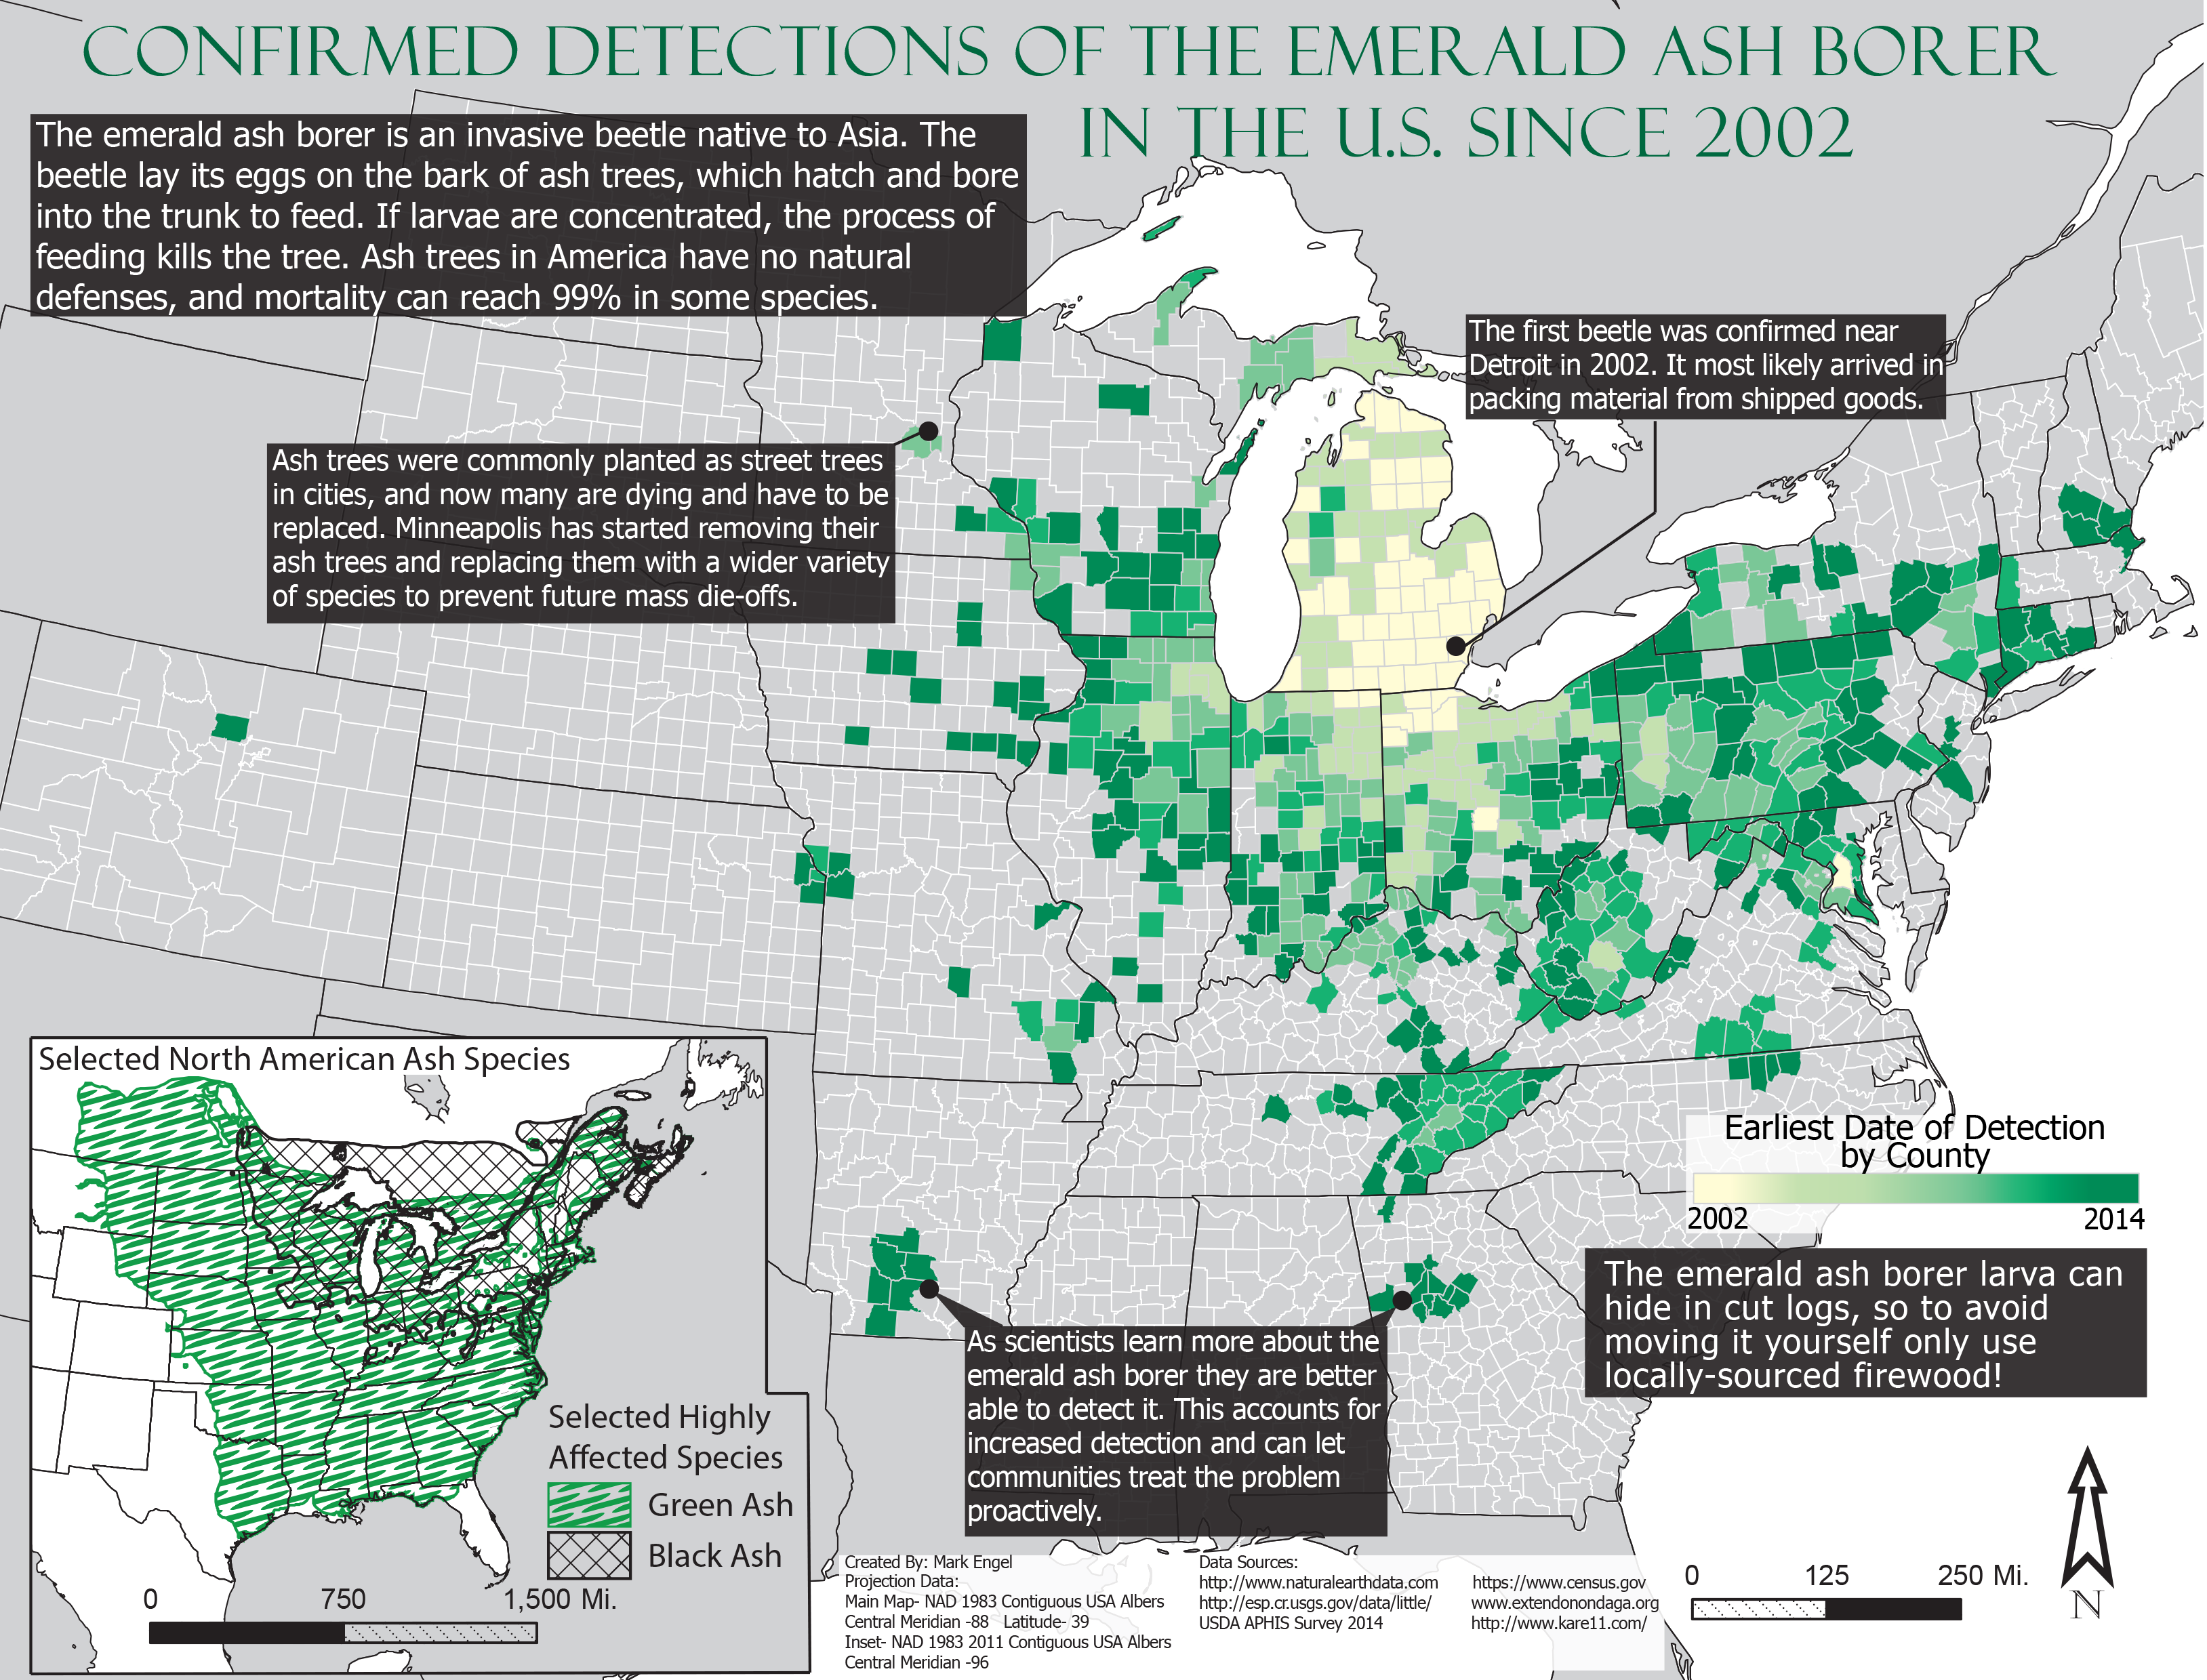 CONFIRMED DETECTIONS OF THE EMERALD ASH BORER
IN THE U.S. SINCE 2002
The emerald ash borer is an invasive beetle native to Asia. The
beetle lay its eggs on the bark of ash trees, which hatch and bore
into the trunk to feed. If larvae are concentrated, the process of
feeding kills the tree. Ash trees in America have no natural
defenses, and mortality can reach 99% in some species.
The first beetle was confirmed near
Detroit in 2002. It most likely arrived in
packing material from shipped goods.
Ash trees were commonly planted as street trees
in cities, and now many are dying and have to be
replaced. Minneapolis has started removing their
ash trees and replacing them with a wider variety
of species to prevent future mass die-offs.
Selected North American Ash Species
Selected Highly
Affected Species
Green Ash
Black Ash
0 750 1,500 Mi.
Earliest Date of Detection
by County
2002 2014
The emerald ash borer larva can
hide in cut logs, so to avoid
moving it yourself only use
locally-sourced firewood!
As scientists learn more about the
emerald ash borer they are better
able to detect it. This accounts for
increased detection and can let
communities treat the problem
proactively.
Created By: Mark Engel
Projection Data:
Main Map- NAD 1983 Contiguous USA Albers
Central Meridian -88 Latitude- 39
Inset- NAD 1983 2011 Contiguous USA Albers
Central Meridian -96
Data Sources:
http://www.naturalearthdata.com
http://esp.cr.usgs.gov/data/little/
USDA APHIS Survey 2014
https://www.census.gov
www.extendonondaga.org
http://www.kare11.com/
0 125 250 Mi.
N